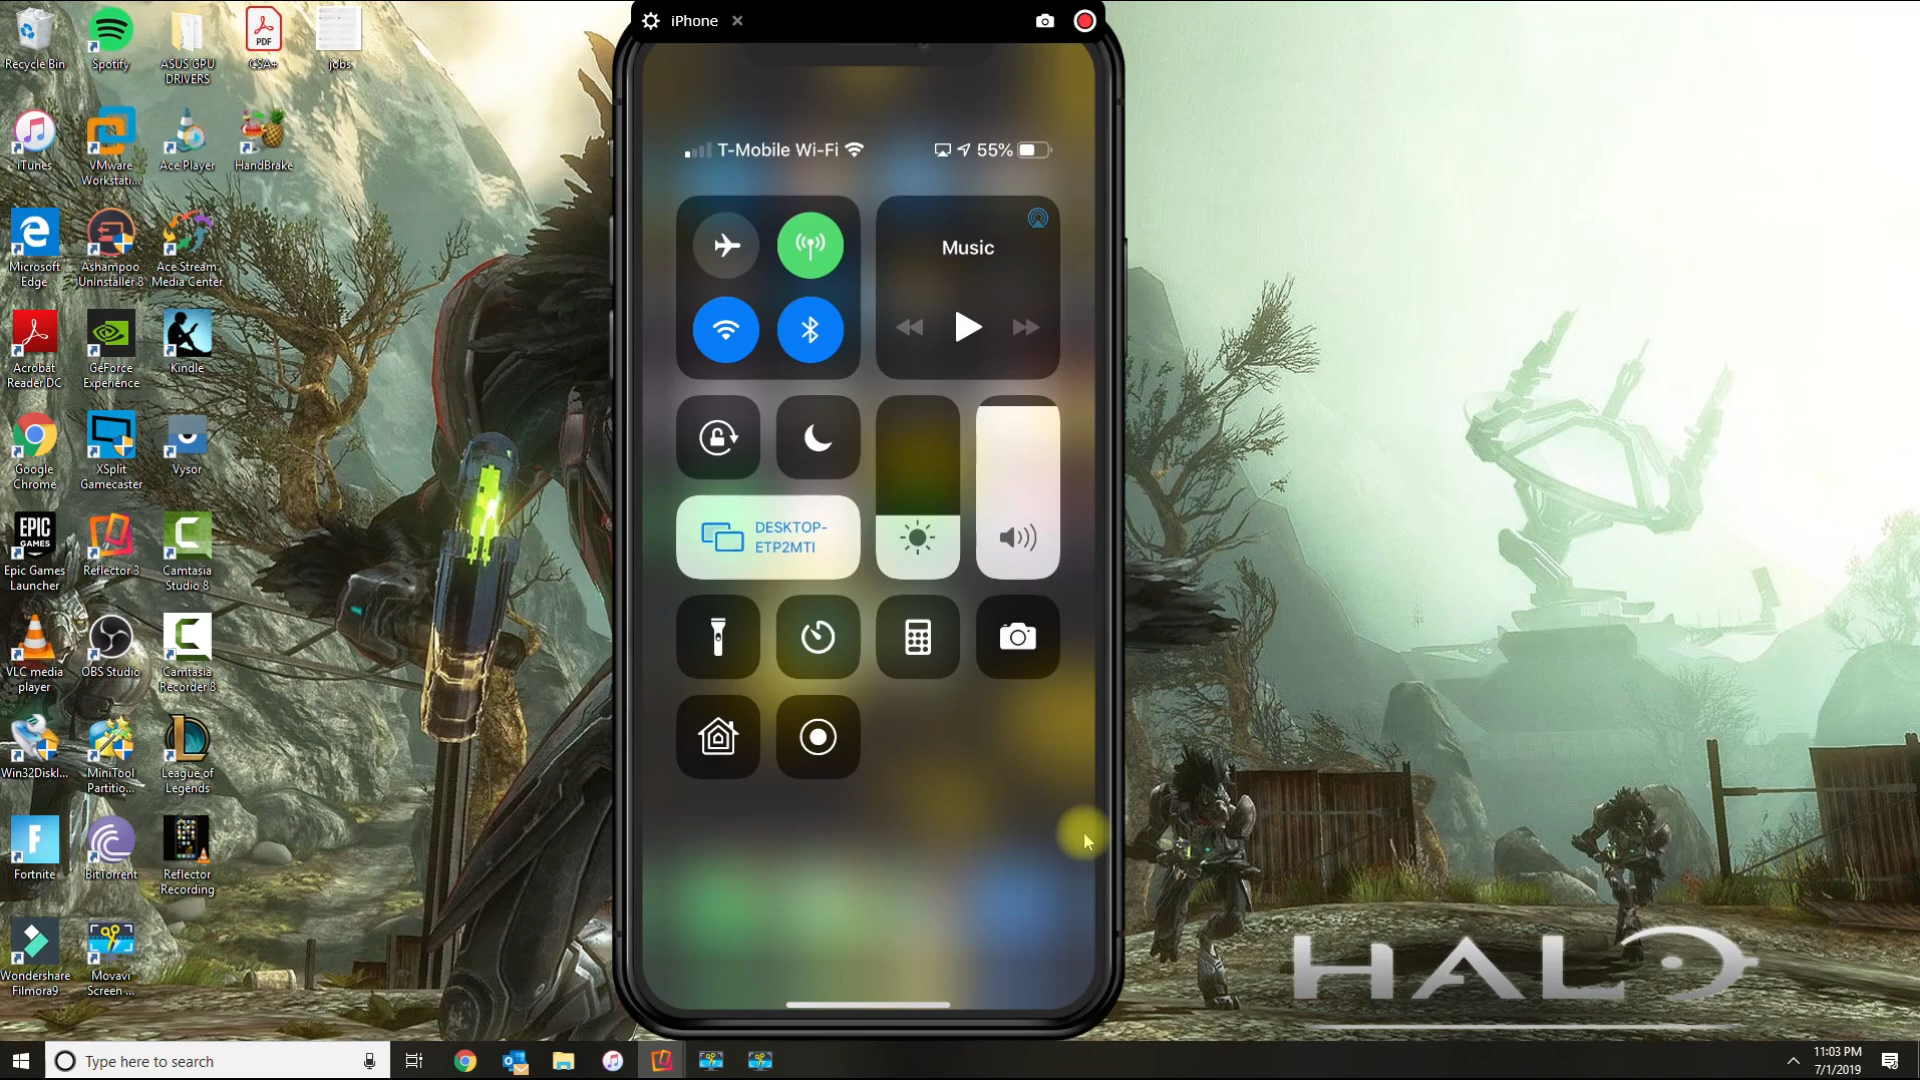 iPhone
T-Mobile Wi-Fi
55%
Music
DESKTOP-
ETP2MTI
Recycle Bin
Spotify
ASUS GPU
DRIVERS
PDF
CSA+
jobs
iTunes
VMware
Workstati...
Ace Player
HandBrake
Microsoft
Edge
Ashampoo
UnInstaller 8
Ace Stream
Media Center
Acrobat
Reader DC
GeForce
Experience
Kindle
Google
Chrome
XSplit
Gamecaster
Vysor
EPIC
GAMES
Epic Games
Launcher
Reflector 3
Camtasia
Studio 8
VLC media
player
OBS Studio
Camtasia
Recorder 8
Win32DiskI...
MiniTool
Partitio...
League of
Legends
Fortnite
BitTorrent
Reflector
Recording
Wondershare
Filmora9
Movavi
Screen ...
HALO
Type here to search
11:03 PM
7/1/2019